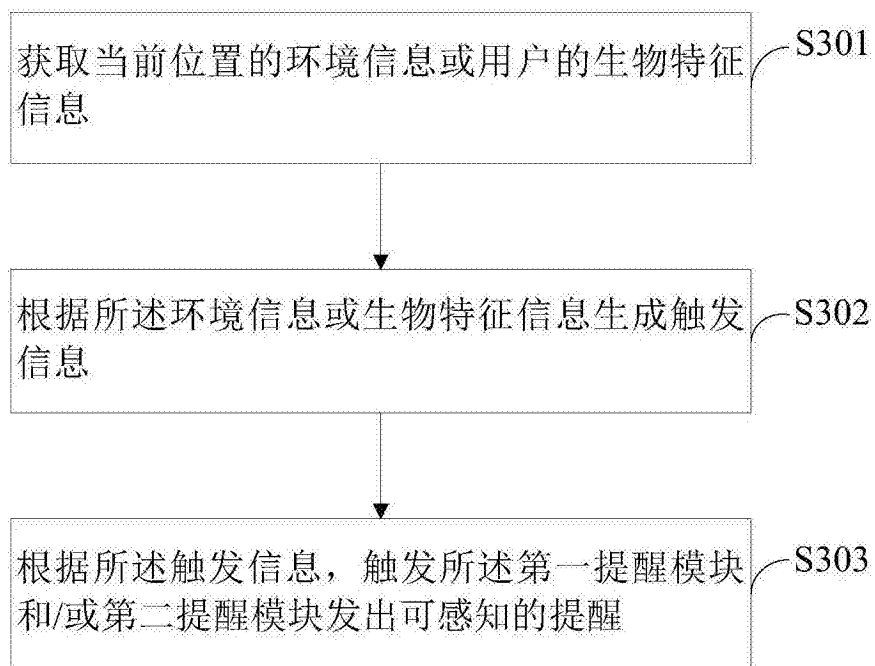 获取当前位置的环境信息或用户的生物特征
信息
S301
根据所述环境信息或生物特征信息生成触发
信息
S302
根据所述触发信息，触发所述第一提醒模块
和/或第二提醒模块发出可感知的提醒
S303